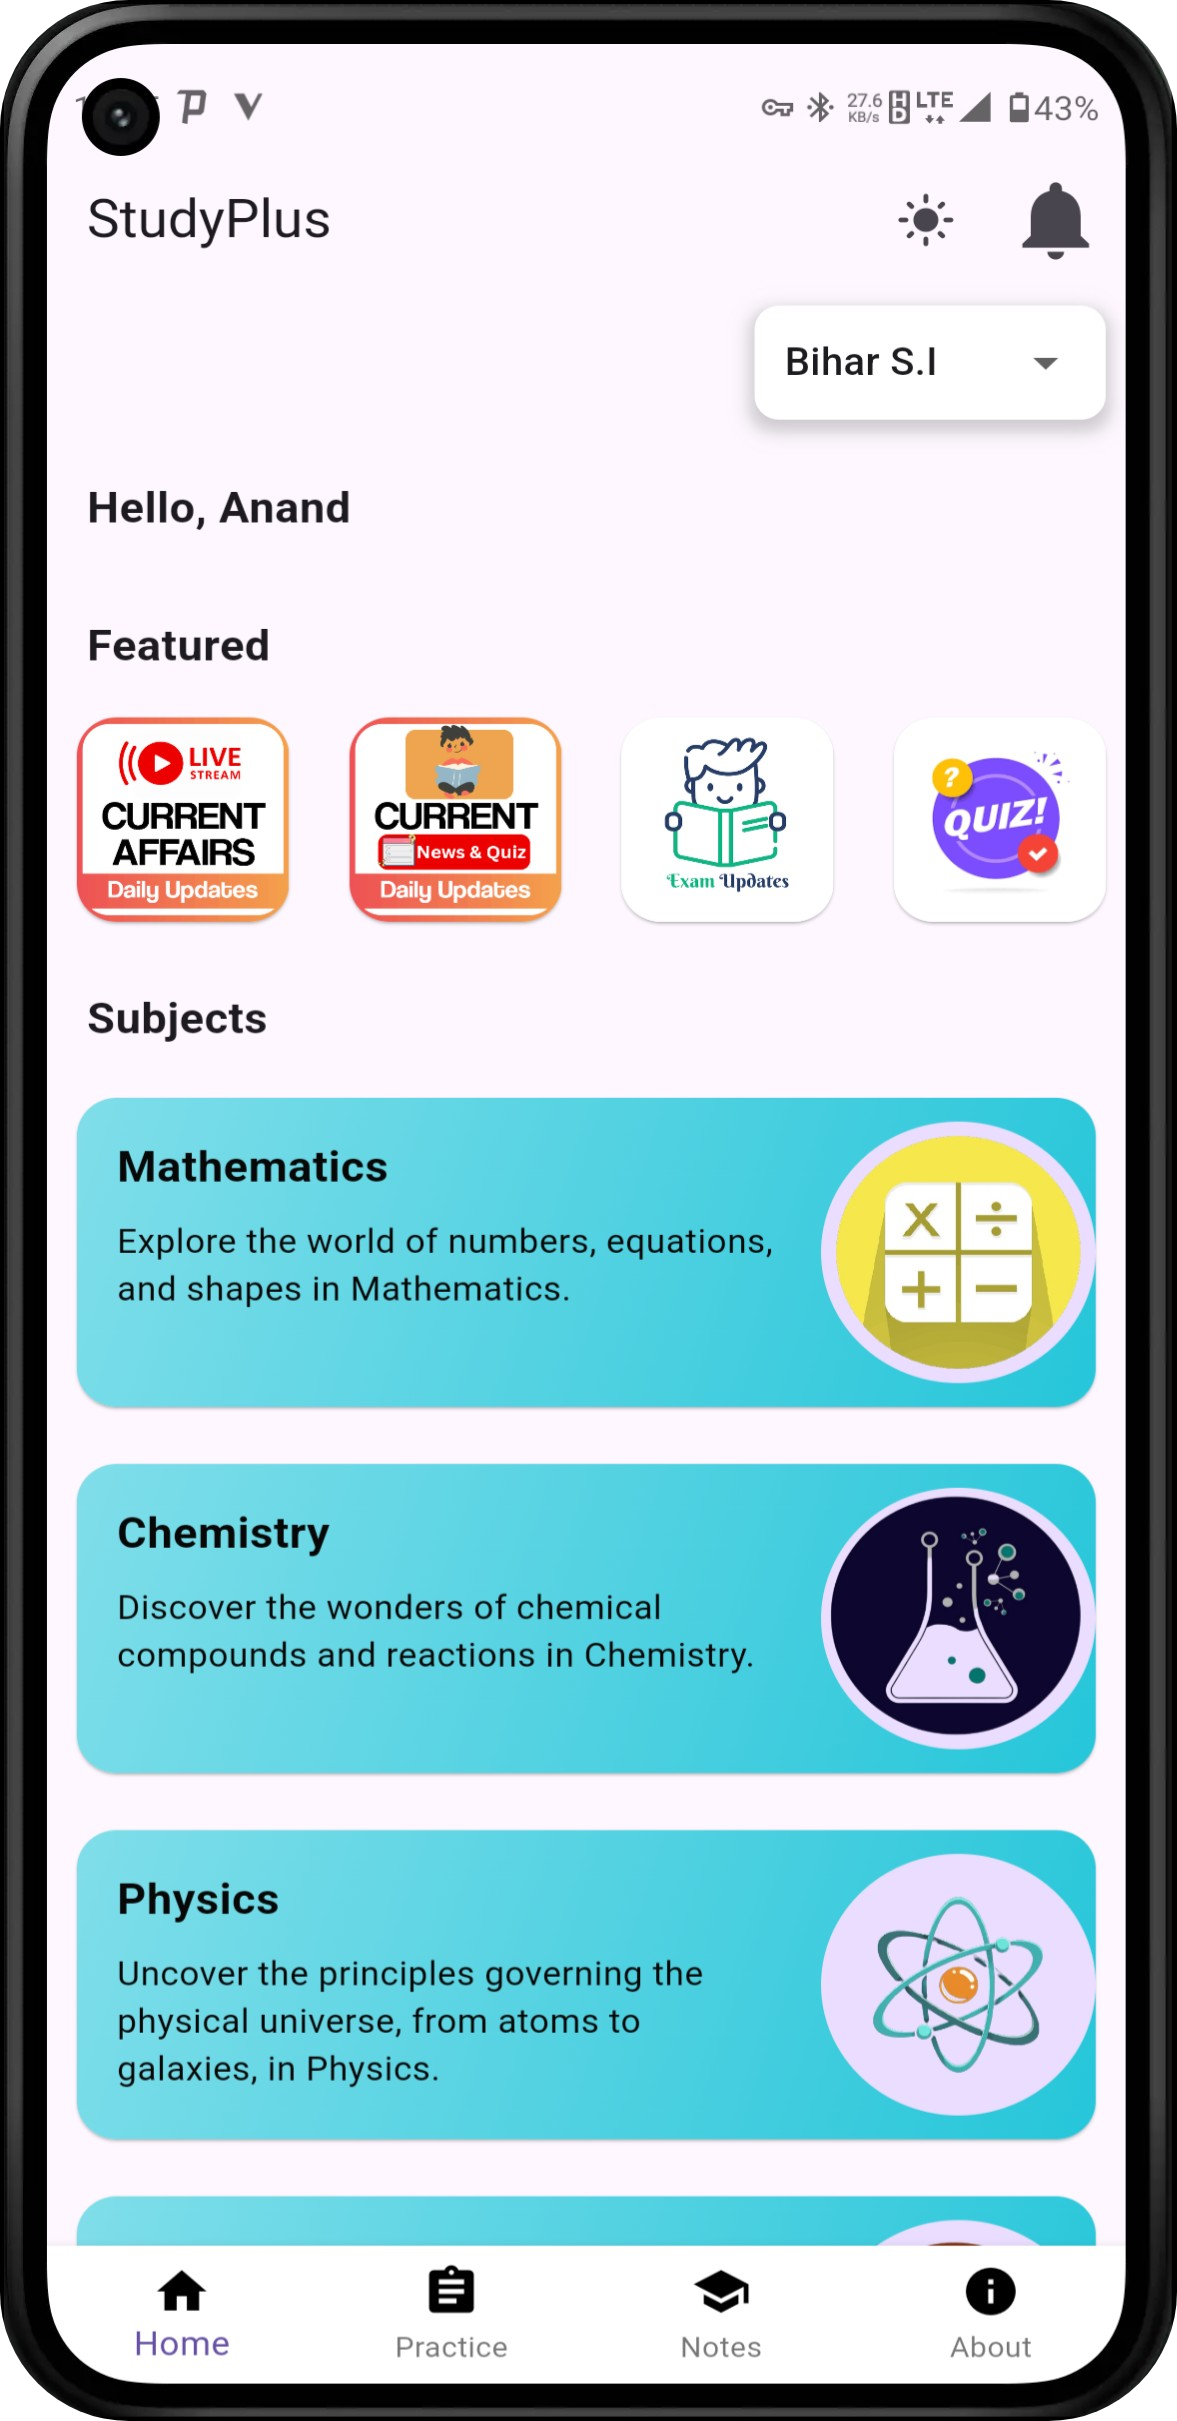 27.6
KB/s
HD
LTE
43%
StudyPlus
Bihar S.I
Hello, Anand
Featured
LIVE
STREAM
CURRENT
AFFAIRS
Daily Updates
CURRENT
News & Quiz
Daily Updates
Exam Updates
?
QUIZ!
Subjects
Mathematics
Explore the world of numbers, equations,
and shapes in Mathematics.
x ÷
+ −
Chemistry
Discover the wonders of chemical
compounds and reactions in Chemistry.
Physics
Uncover the principles governing the
physical universe, from atoms to
galaxies, in Physics.
Home
Practice
Notes
About